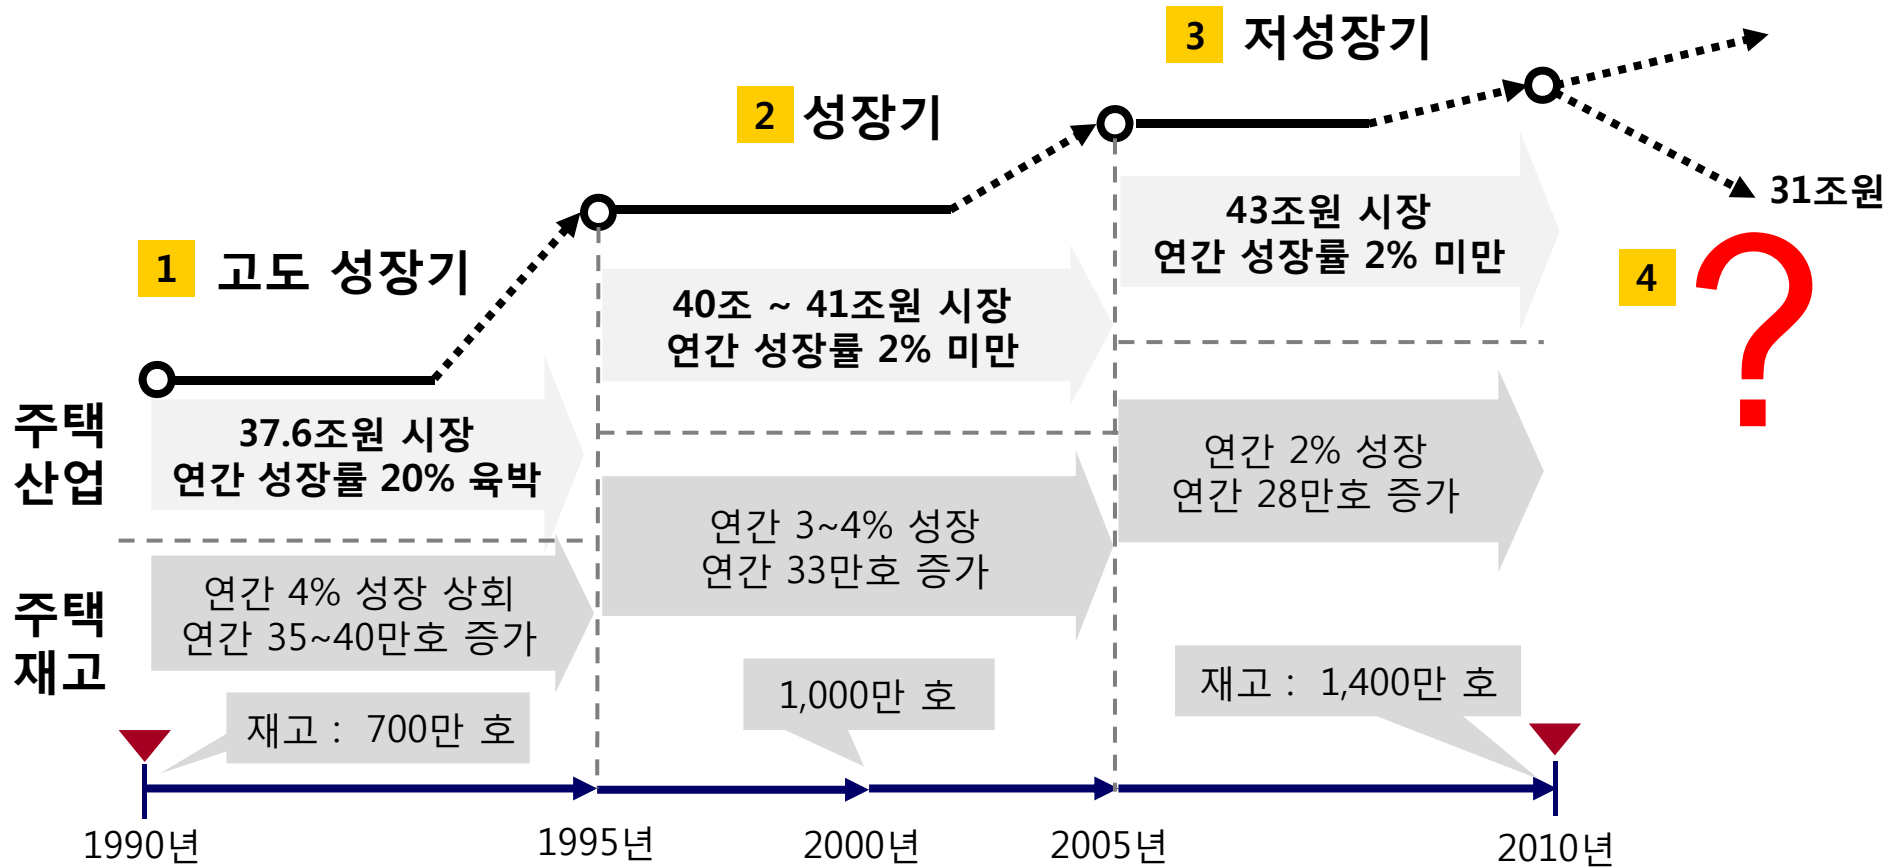 1 고도 성장기
2 성장기
3 저성장기
4
?
31조원
주택
산업
37.6조원 시장
연간 성장률 20% 육박
40조 ~ 41조원 시장
연간 성장률 2% 미만
43조원 시장
연간 성장률 2% 미만
주택
재고
연간 4% 성장 상회
연간 35~40만호 증가
연간 3~4% 성장
연간 33만호 증가
연간 2% 성장
연간 28만호 증가
재고 : 700만 호
1,000만 호
재고 : 1,400만 호
1990년
1995년
2000년
2005년
2010년